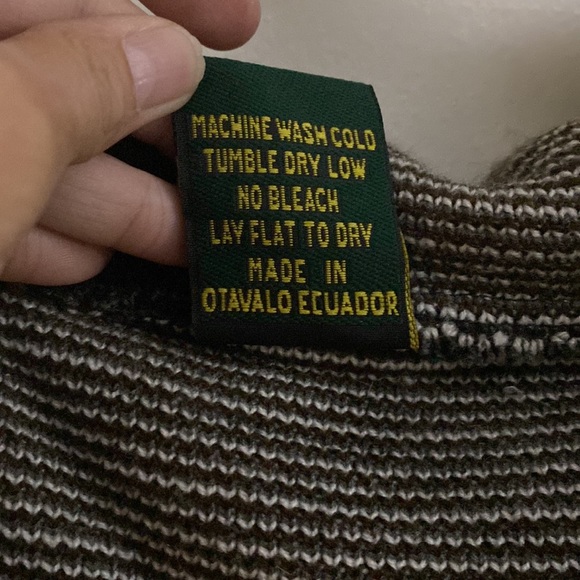 MACHINE WASH COLD
TUMBLE DRY LOW
NO BLEACH
LAY FLAT TO DRY
MADE IN
OTAVALO ECUADOR